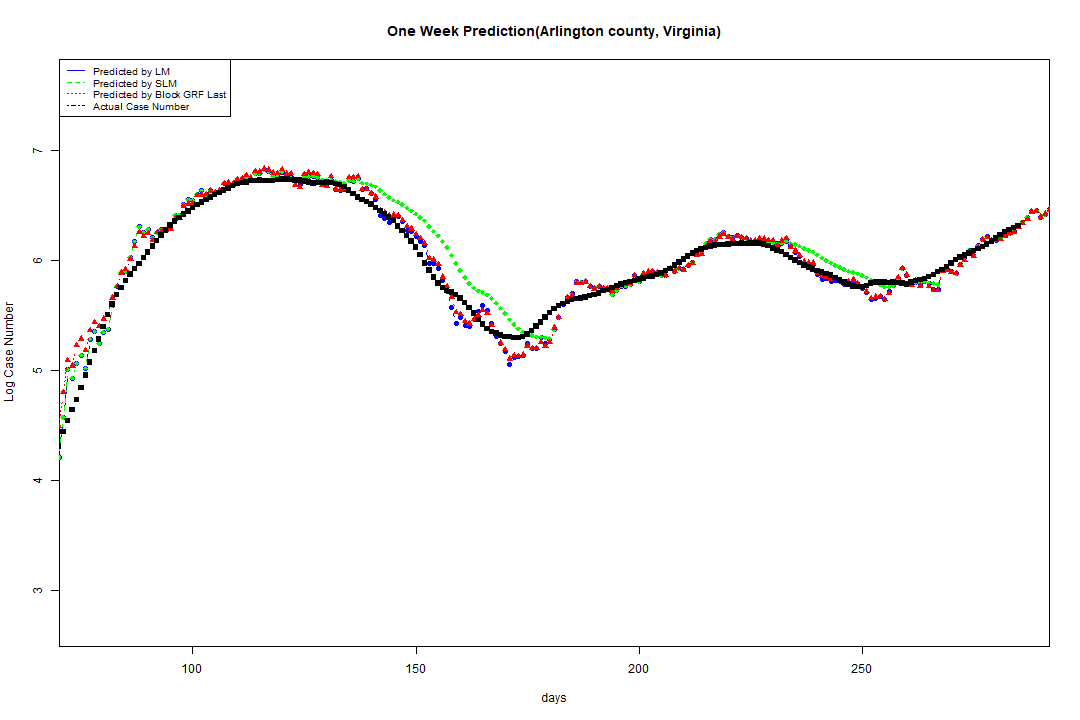 One Week Prediction(Arlington county, Virginia)
Predicted by LM
Predicted by SLM
Predicted by Block GRF Last
Actual Case Number
7
6
5
4
3
Log Case Number
100 150 200 250
days